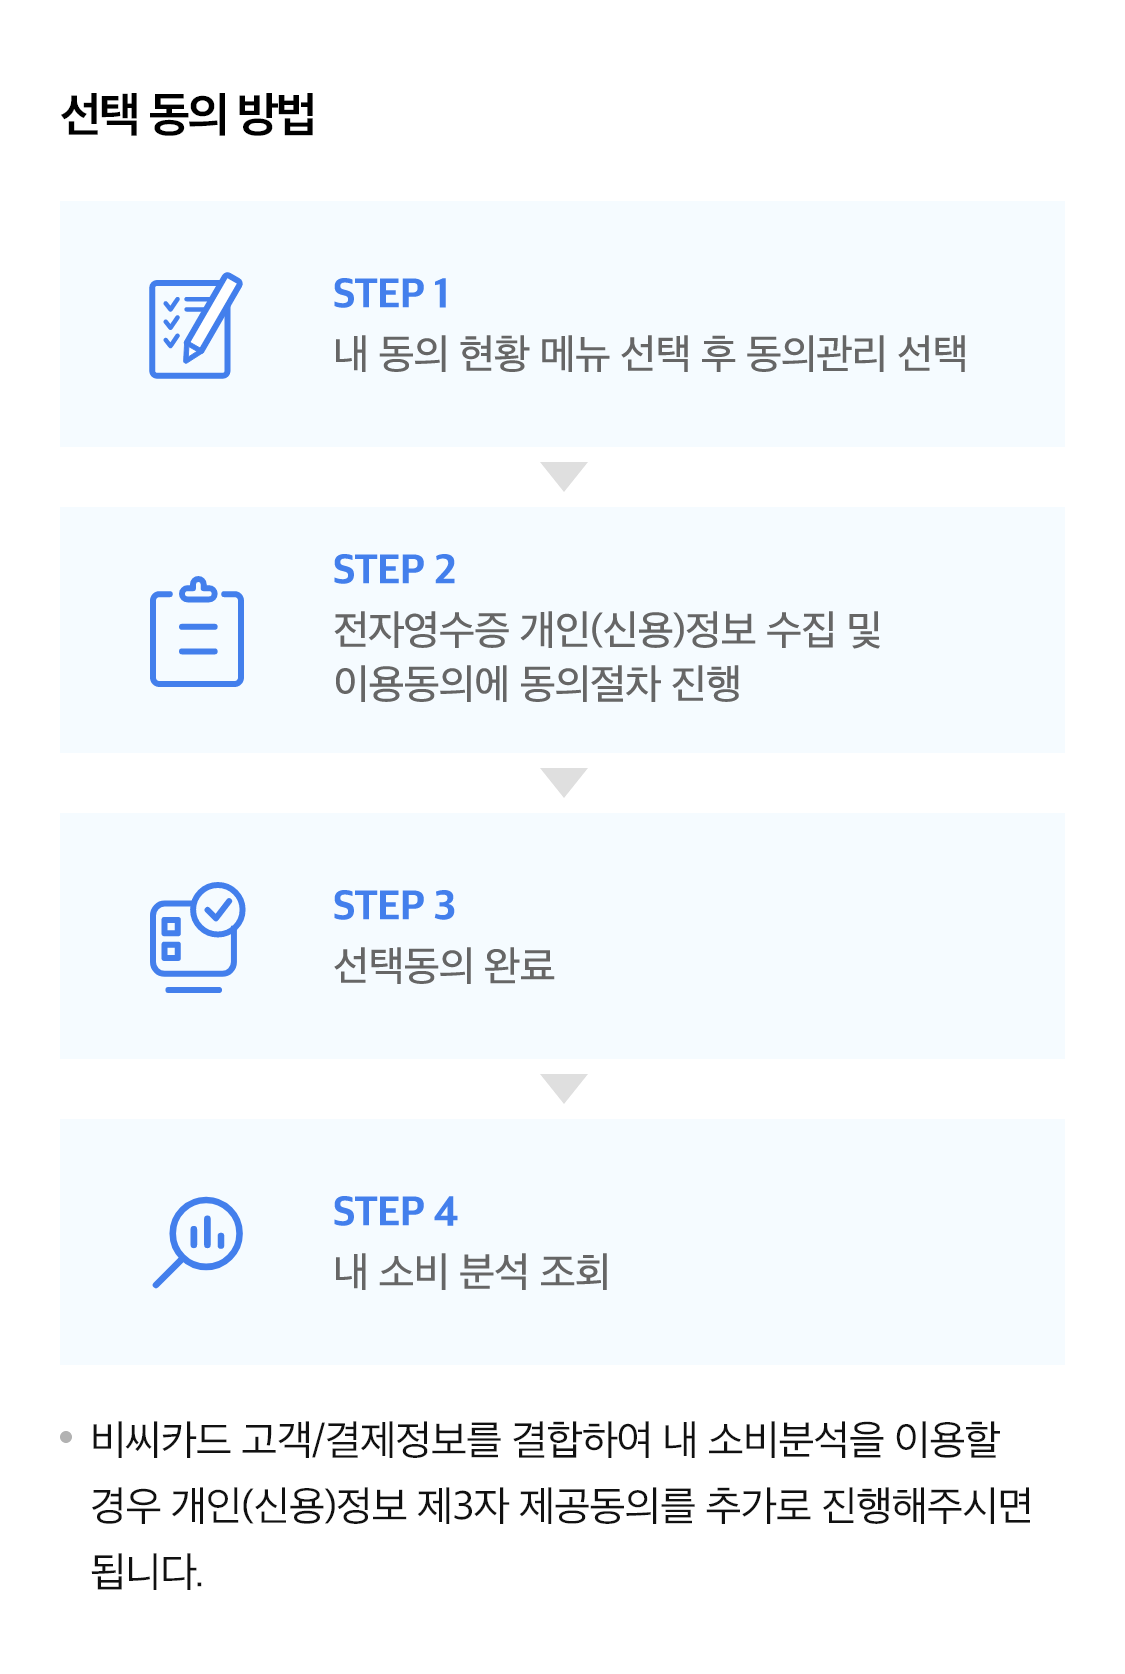 선택 동의 방법
STEP 1
내 동의 현황 메뉴 선택 후 동의관리 선택
STEP 2
전자영수증 개인(신용)정보 수집 및
이용동의에 동의절차 진행
STEP 3
선택동의 완료
STEP 4
내 소비 분석 조회
비씨카드 고객/결제정보를 결합하여 내 소비분석을 이용할
경우 개인(신용)정보 제3자 제공동의를 추가로 진행해주시면
됩니다.